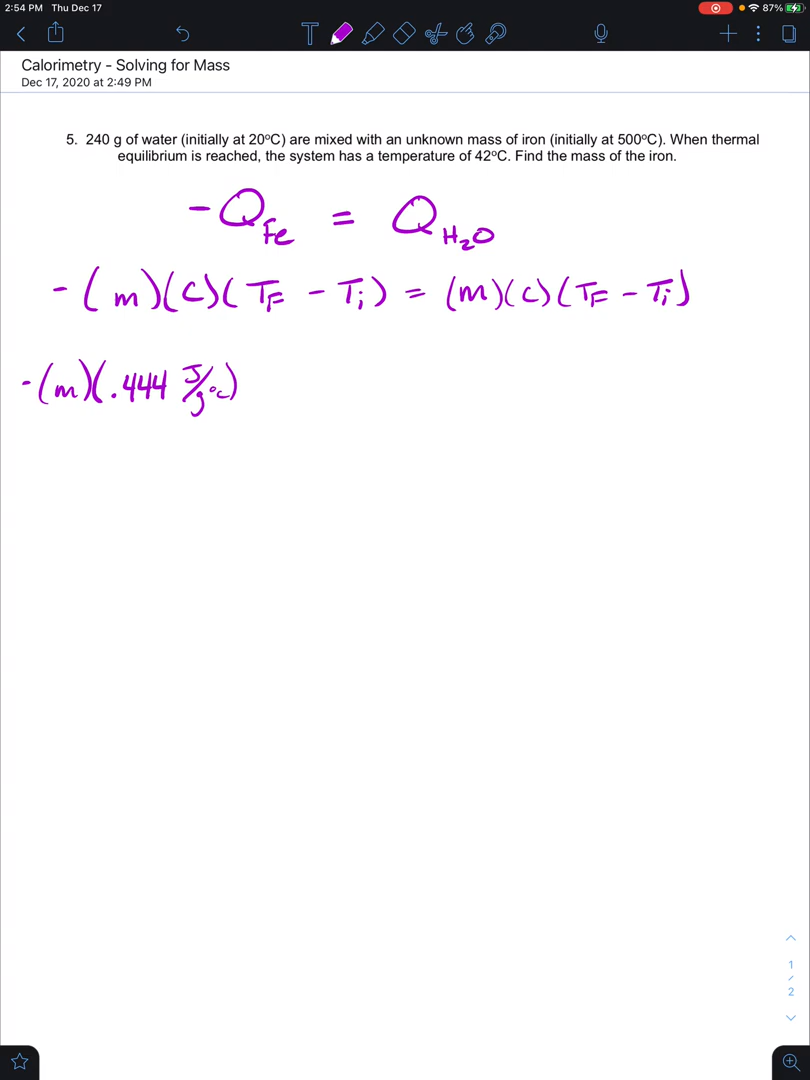 2:54 PM Thu Dec 17 87%
T
Calorimetry - Solving for Mass
Dec 17, 2020 at 2:49 PM
5. 240 g of water (initially at 20°C) are mixed with an unknown mass of iron (initially at 500°C). When thermal
equilibrium is reached, the system has a temperature of 42°C. Find the mass of the iron.
-Q_Fe = Q_H₂O
-(m)(C)(T_F - T_i) = (m)(C)(T_F - T_i)
-(m)(.444 J/g°C)
1
/
2